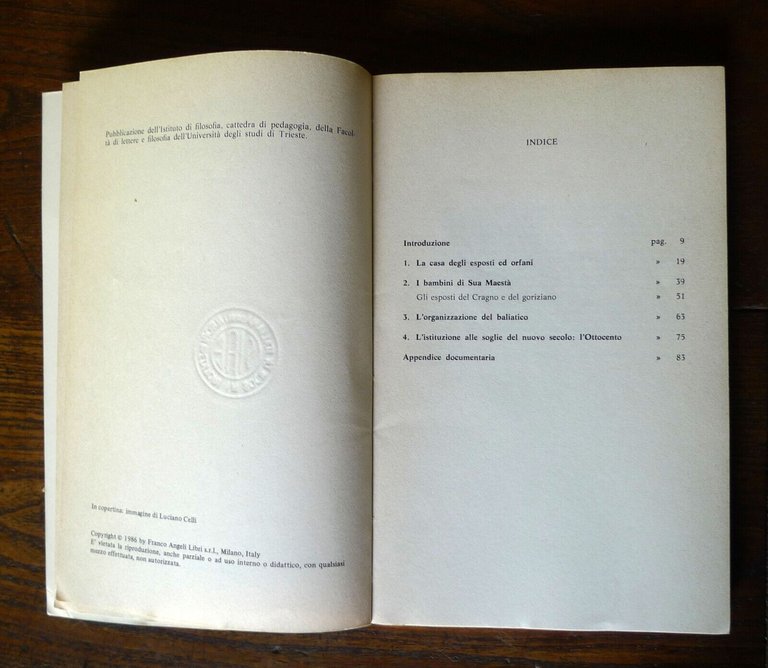 Pubblicazione dell'Istituto di filosofia, cattedra di pedagogia, della Facol-
tà di lettere e filosofia dell'Università degli studi di Trieste.
In copertina: immagine di Luciano Celli
Copyright © 1986 by Franco Angeli Libri s.r.l., Milano, Italy
E' vietata la riproduzione, anche parziale o ad uso interno o didattico, con qualsiasi
mezzo effettuata, non autorizzata.
INDICE
Introduzione pag. 9
1. La casa degli esposti ed orfani » 19
2. I bambini di Sua Maestà » 39
Gli esposti del Cragno e del goriziano » 51
3. L'organizzazione del baliatico » 63
4. L'istituzione alle soglie del nuovo secolo: l'Ottocento » 75
Appendice documentaria » 83